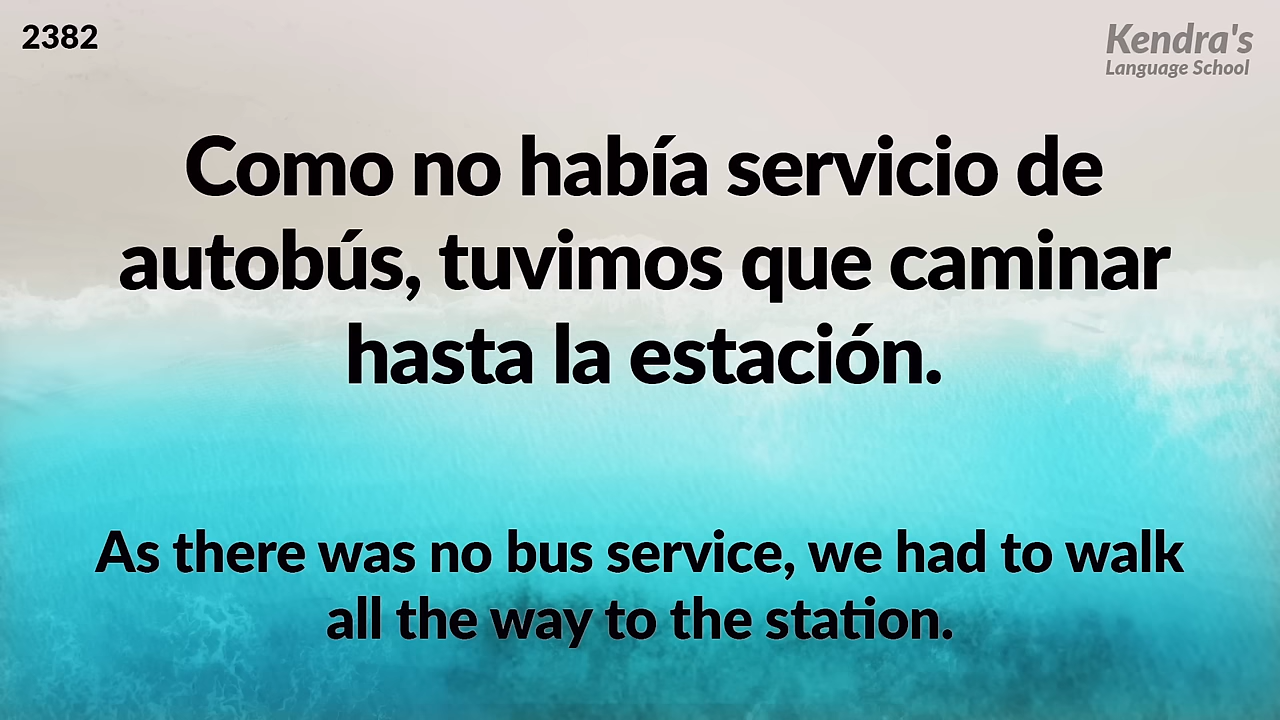 2382
Kendra's
Language School
Como no había servicio de
autobús, tuvimos que caminar
hasta la estación.
As there was no bus service, we had to walk
all the way to the station.